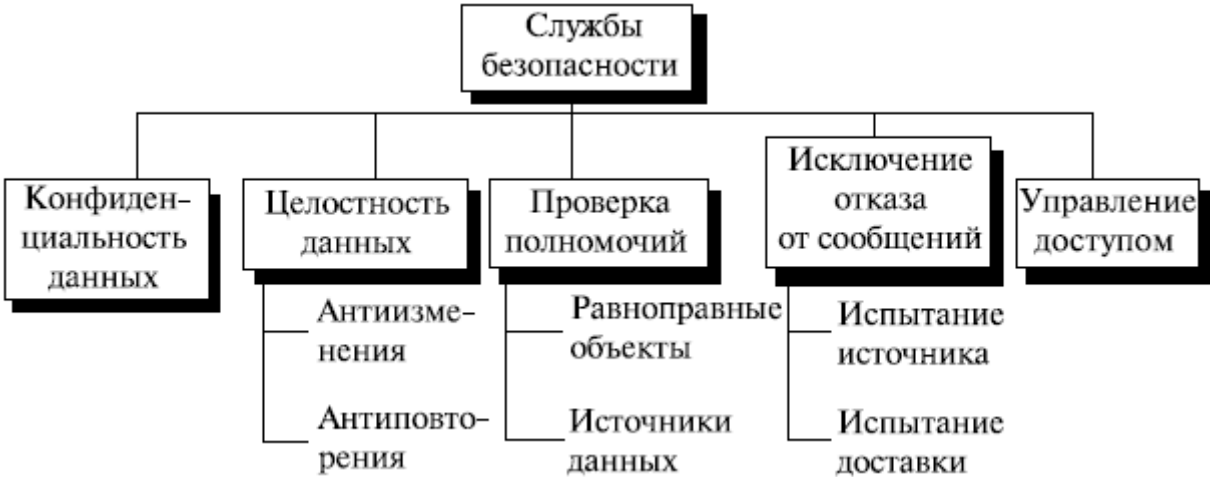 Службы
безопасности
Конфиден-
циальность
данных
Целостность
данных
Проверка
полномочий
Исключение
отказа
от сообщений
Управление
доступом
Антиизме-
нения
Антиповто-
рения
Равноправные
объекты
Источники
данных
Испытание
источника
Испытание
доставки